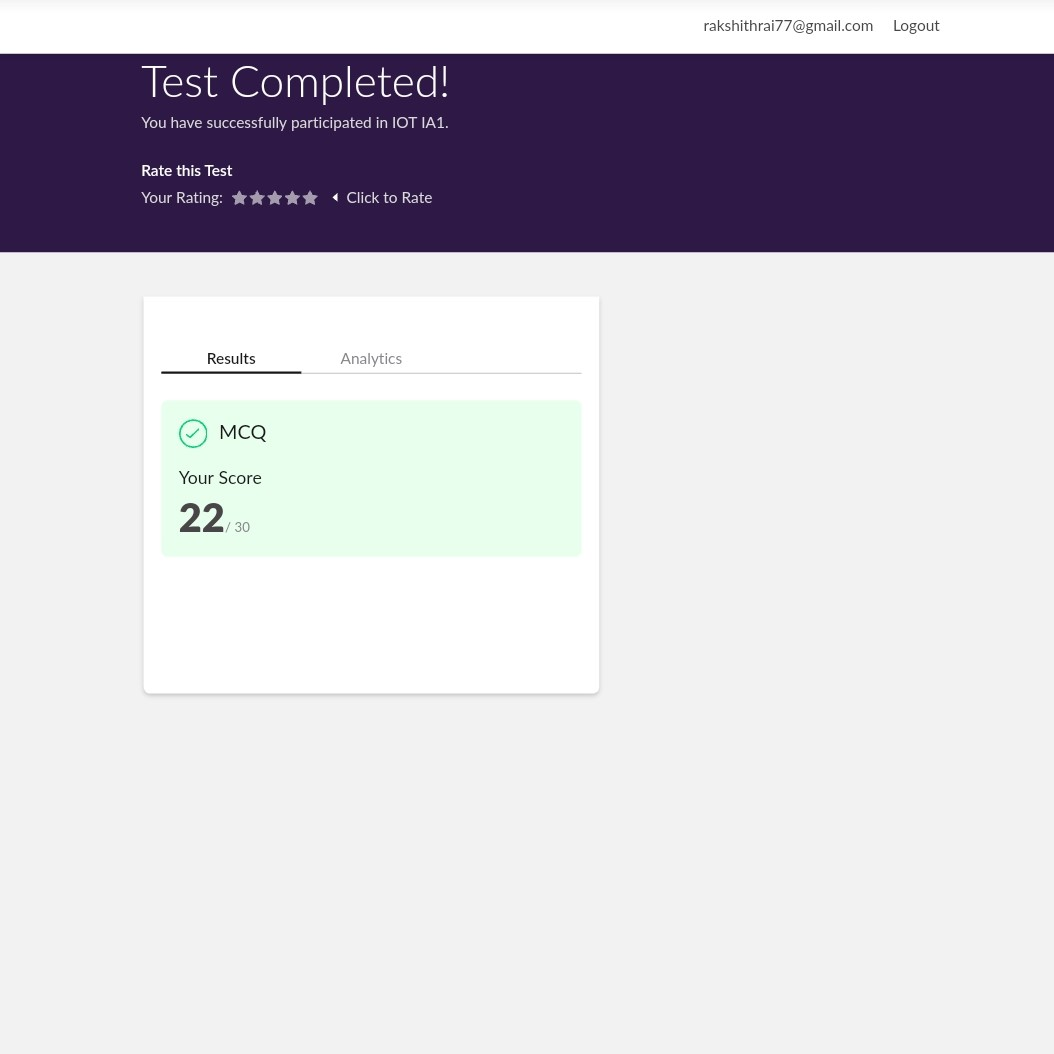 rakshithrai77@gmail.com Logout
Test Completed!
You have successfully participated in IOT IA1.
Rate this Test
Your Rating: Click to Rate
Results Analytics
MCQ
Your Score
22 / 30